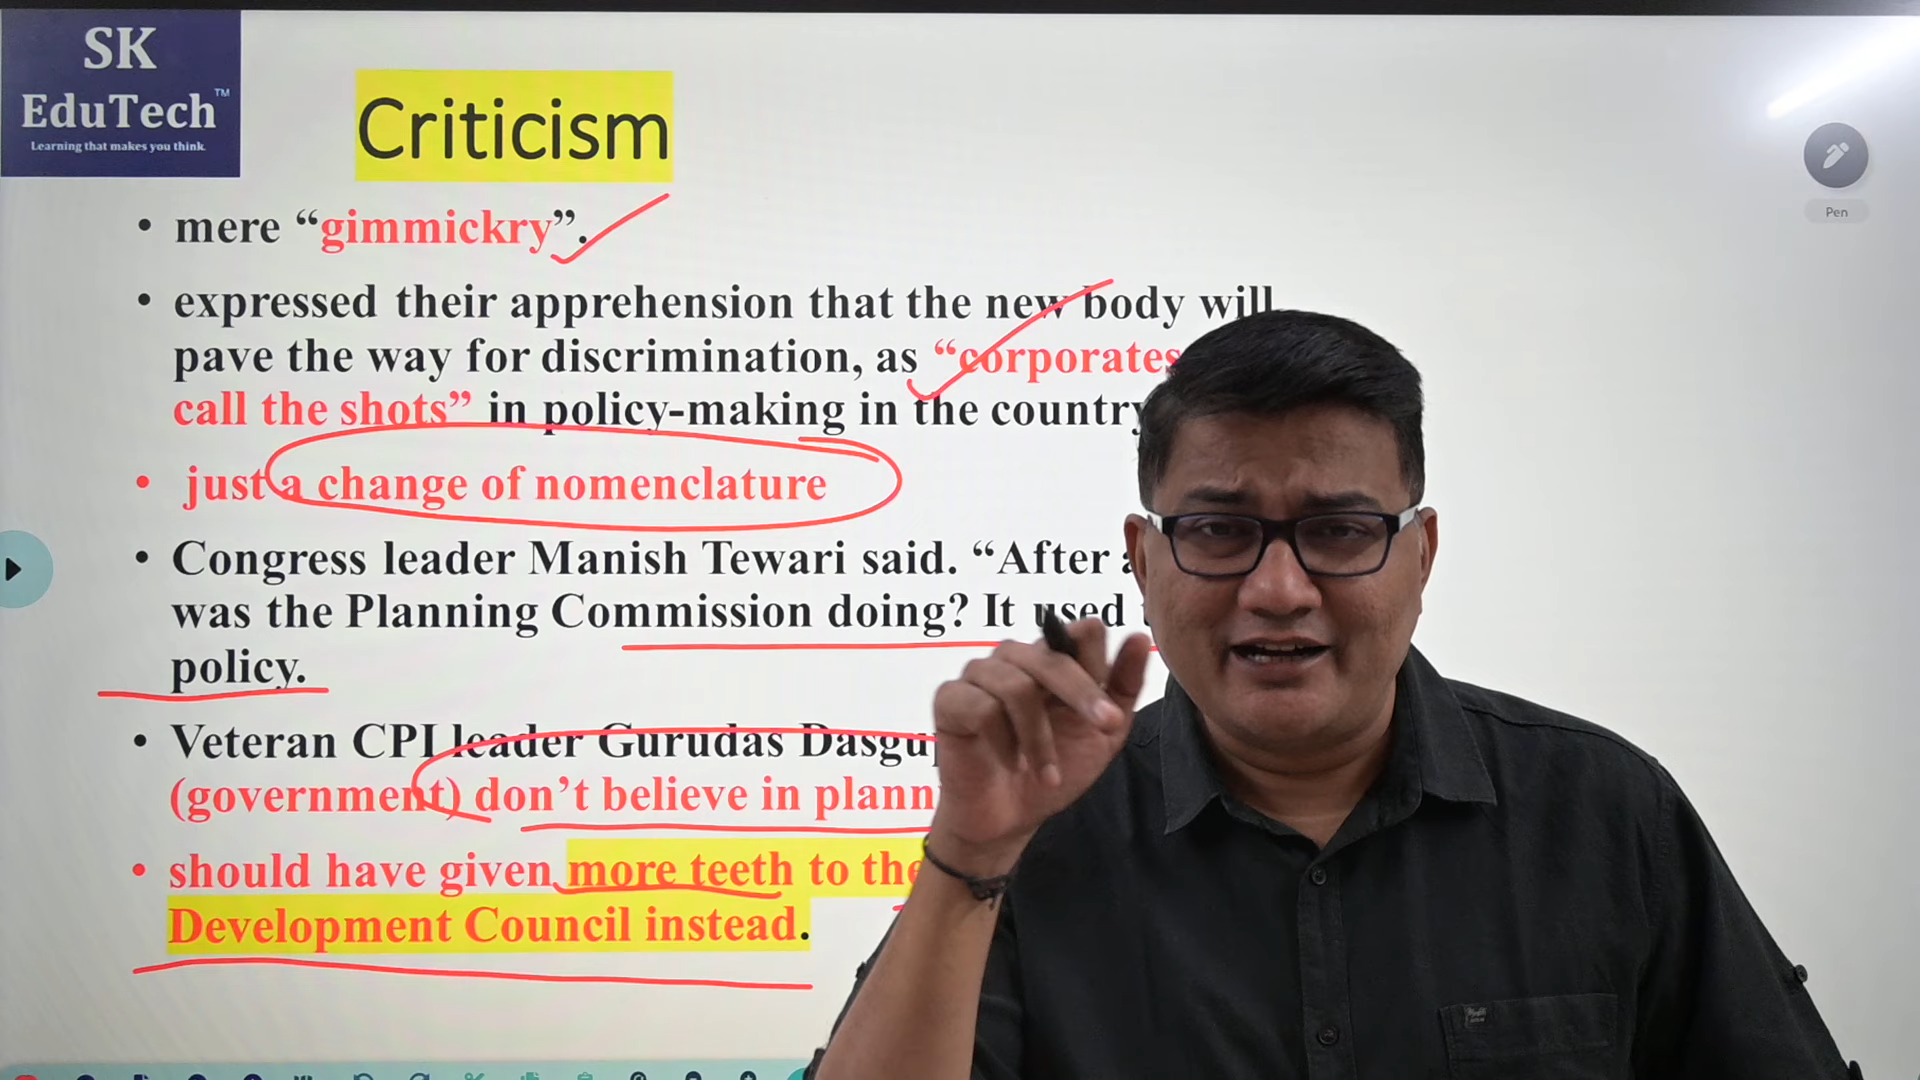 SK
EduTech™
Learning that makes you think.
Criticism
Pen
• mere “gimmickry”.
• expressed their apprehension that the new body will
pave the way for discrimination, as “corporates
call the shots” in policy-making in the country
• just a change of nomenclature
• Congress leader Manish Tewari said. “After
was the Planning Commission doing? It used
policy.
• Veteran CPI leader Gurudas
(government) don’t believe in
• should have given more teeth to the
Development Council instead.